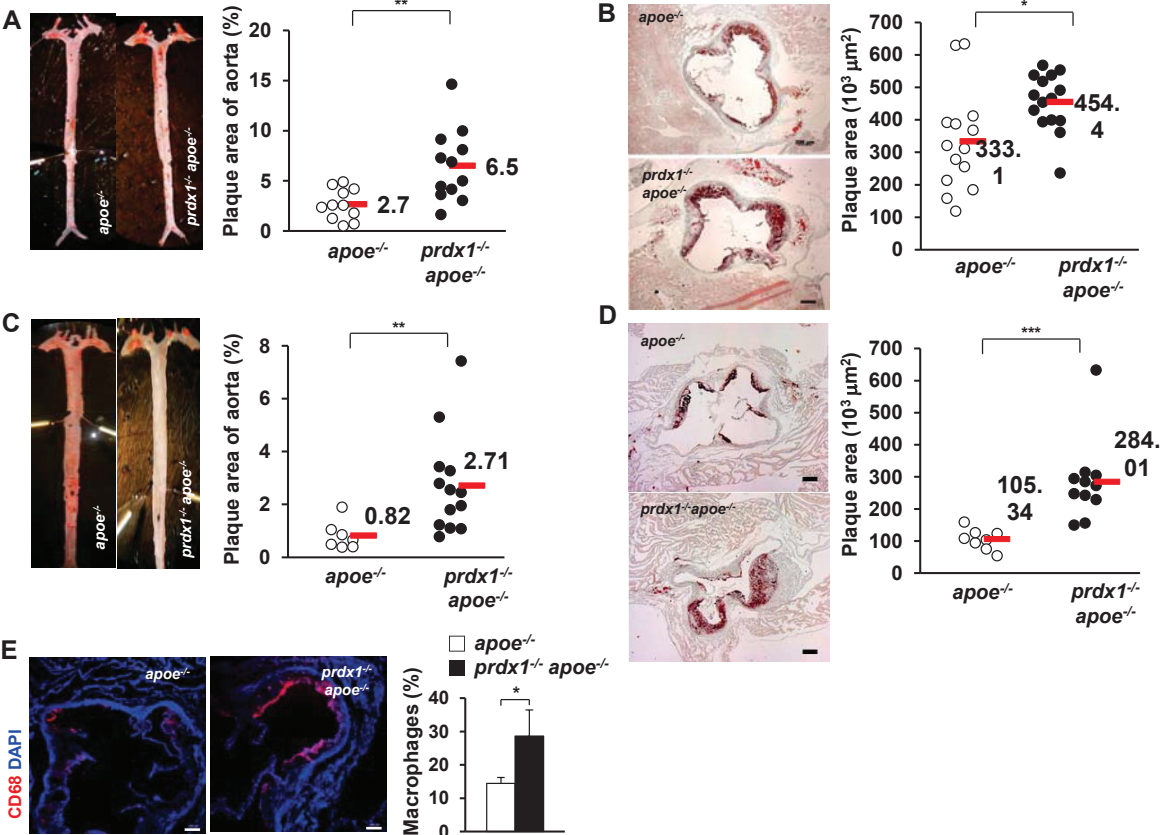 A
apoe-/-
prdx1-/- apoe-/-
Plaque area of aorta (%)
20
15
10
5
0
**
2.7
6.5
apoe-/-
prdx1-/-
apoe-/-
B
apoe-/-
prdx1-/-
apoe-/-
Plaque area (10³ µm²)
700
600
500
400
300
200
100
0
*
333.
1
454.
4
apoe-/-
prdx1-/-
apoe-/-
C
apoe-/-
prdx1-/- apoe-/-
Plaque area of aorta (%)
8
6
4
2
0
**
0.82
2.71
apoe-/-
prdx1-/-
apoe-/-
D
apoe-/-
prdx1-/-apoe-/-
Plaque area (10³ µm²)
700
600
500
400
300
200
100
0
***
105.
34
284.
01
apoe-/-
prdx1-/-
apoe-/-
E
CD68 DAPI
apoe-/-
prdx1-/-
apoe-/-
apoe-/-
prdx1-/- apoe-/-
Macrophages (%)
40
30
20
10
0
*